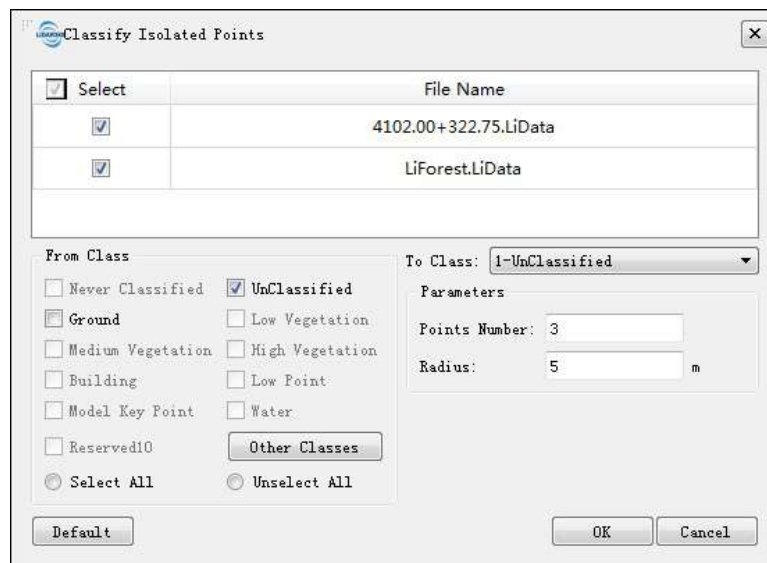 Classify Isolated Points
Select File Name
4102.00+322.75.LiData
LiForest.LiData
From Class
Never Classified UnClassified
Ground Low Vegetation
Medium Vegetation High Vegetation
Building Low Point
Model Key Point Water
Reserved10 Other Classes
Select All Unselect All
To Class: 1-UnClassified
Parameters
Points Number: 3
Radius: 5 m
Default OK Cancel